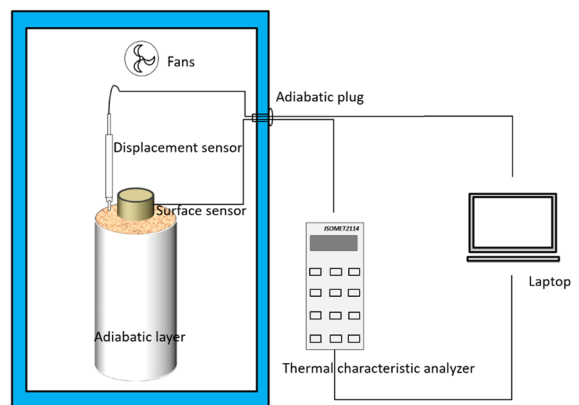 Fans
Adiabatic plug
Displacement sensor
Surface sensor
ISOMET2114
Laptop
Adiabatic layer
Thermal characteristic analyzer